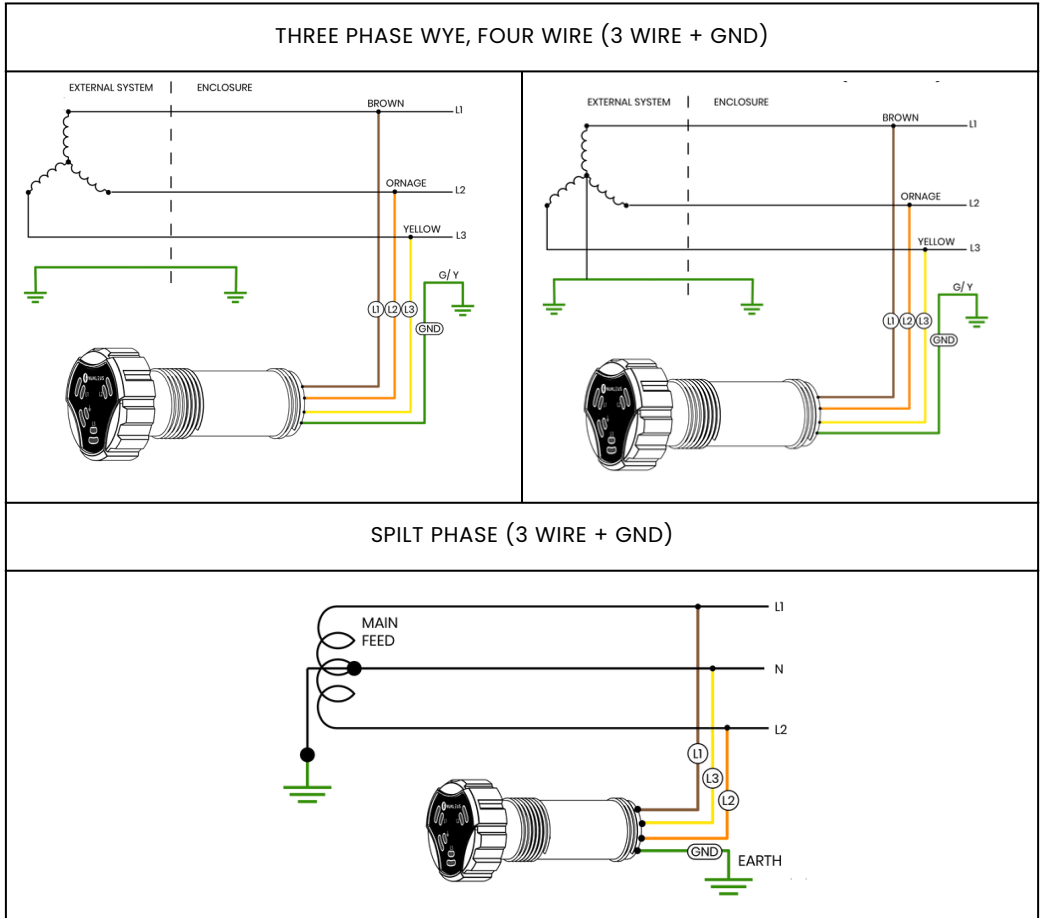 THREE PHASE WYE, FOUR WIRE (3 WIRE + GND)
EXTERNAL SYSTEM
ENCLOSURE
BROWN
L1
ORNAGE
L2
YELLOW
L3
G/ Y
L1 L2 L3
GND
EXTERNAL SYSTEM
ENCLOSURE
BROWN
L1
ORNAGE
L2
YELLOW
L3
G/ Y
L1 L2 L3
GND
SPILT PHASE (3 WIRE + GND)
MAIN
FEED
L1
N
L2
L1
L3
L2
GND
EARTH